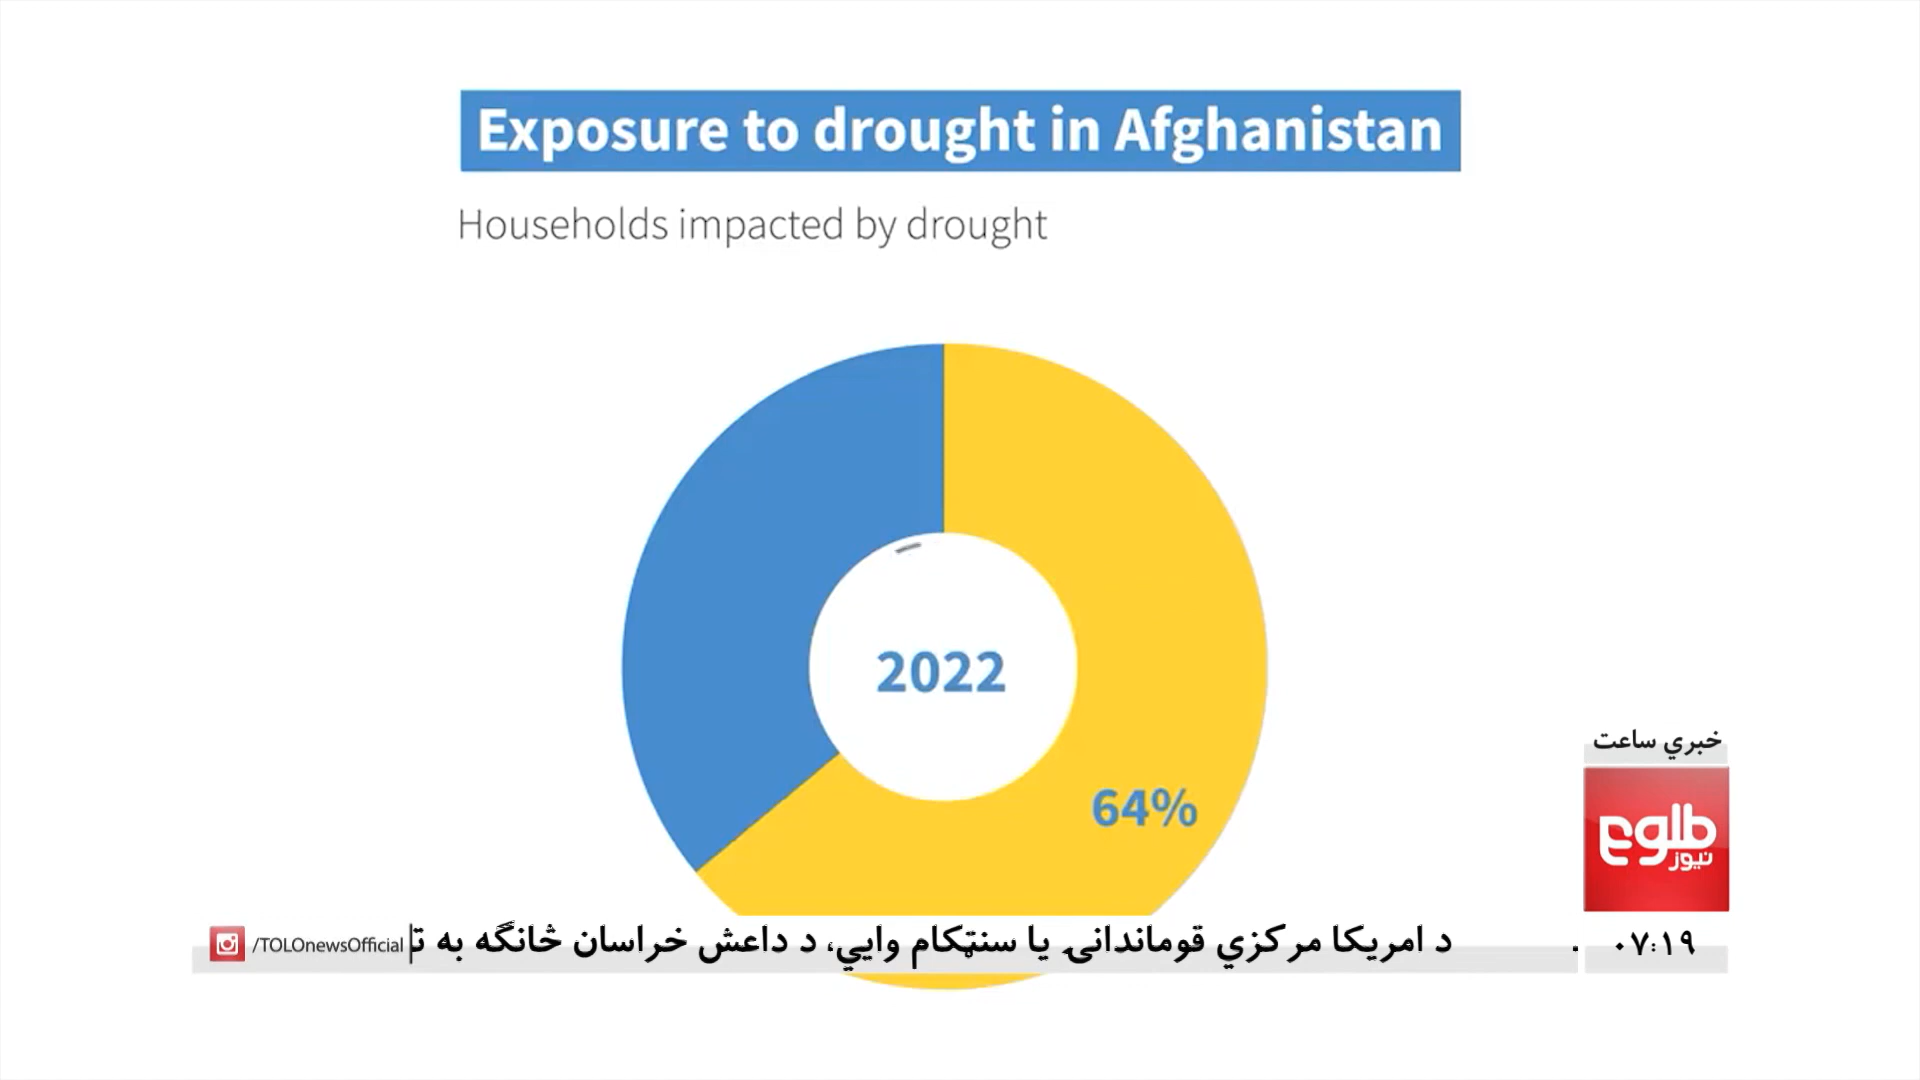 Exposure to drought in Afghanistan
Households impacted by drought
2022
64%
خبري ساعت
طلوع
نیوز
د امریکا مرکزي قوماندانۍ یا سنټکام وايي، د داعش خراسان څانګه به ت
/TOLOnewsOfficial
۰۷:۱۹